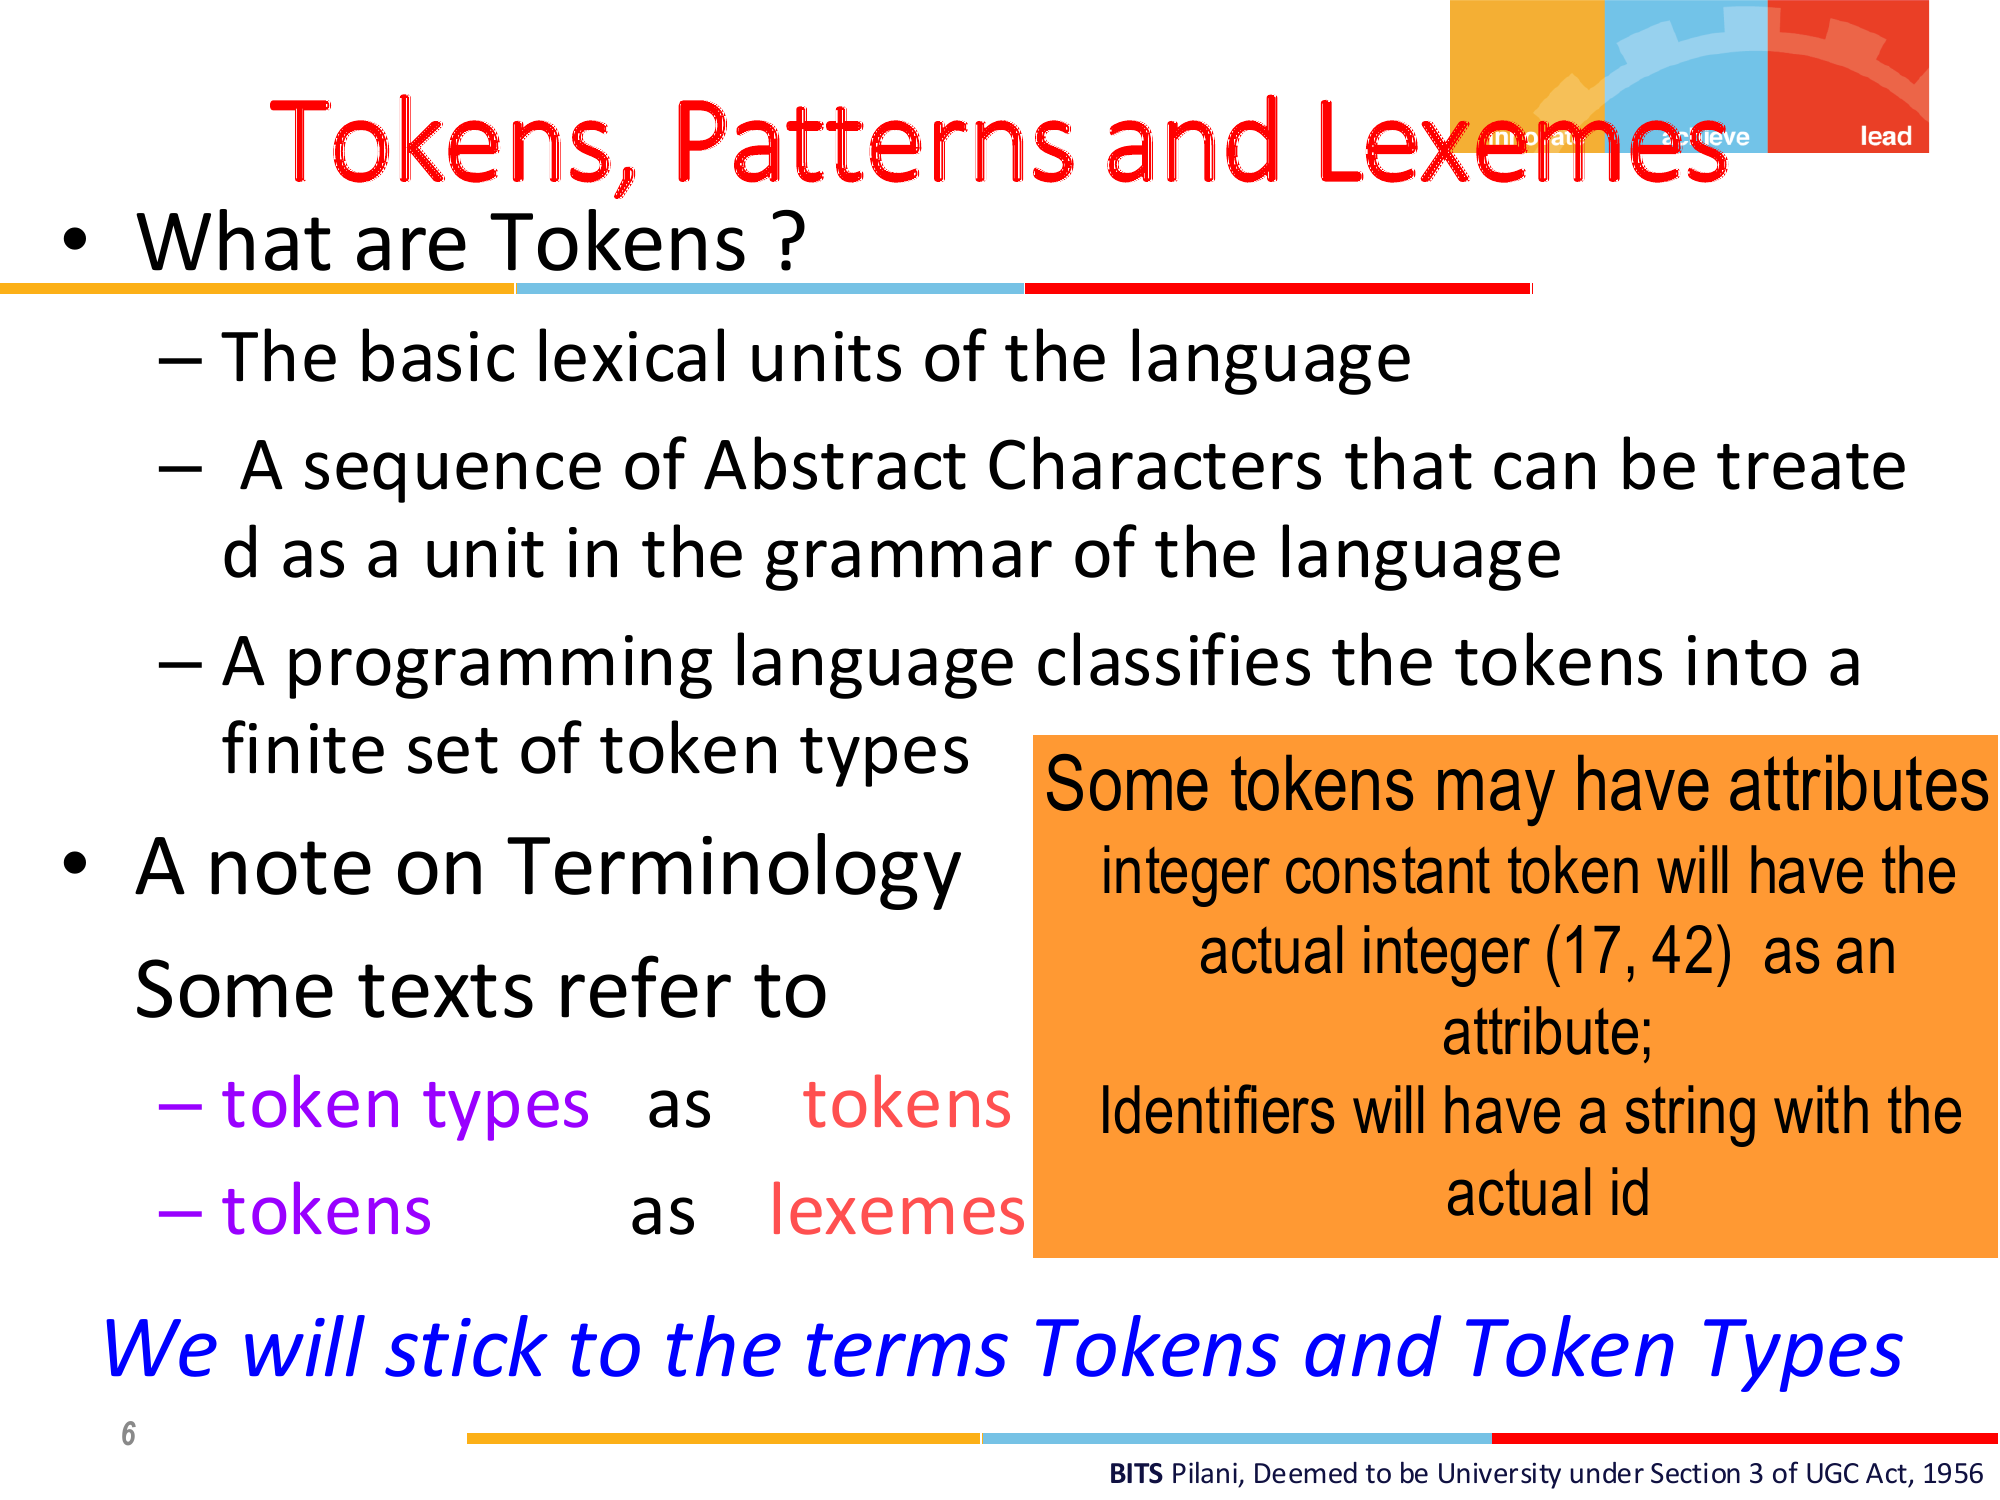 innovate achieve lead
Tokens, Patterns and Lexemes
• What are Tokens ?
– The basic lexical units of the language
– A sequence of Abstract Characters that can be treate
d as a unit in the grammar of the language
– A programming language classifies the tokens into a
finite set of token types
• A note on Terminology
Some texts refer to
– token types as tokens
– tokens as lexemes
Some tokens may have attributes
integer constant token will have the
actual integer (17, 42) as an
attribute;
Identifiers will have a string with the
actual id
We will stick to the terms Tokens and Token Types
6
BITS Pilani, Deemed to be University under Section 3 of UGC Act, 1956